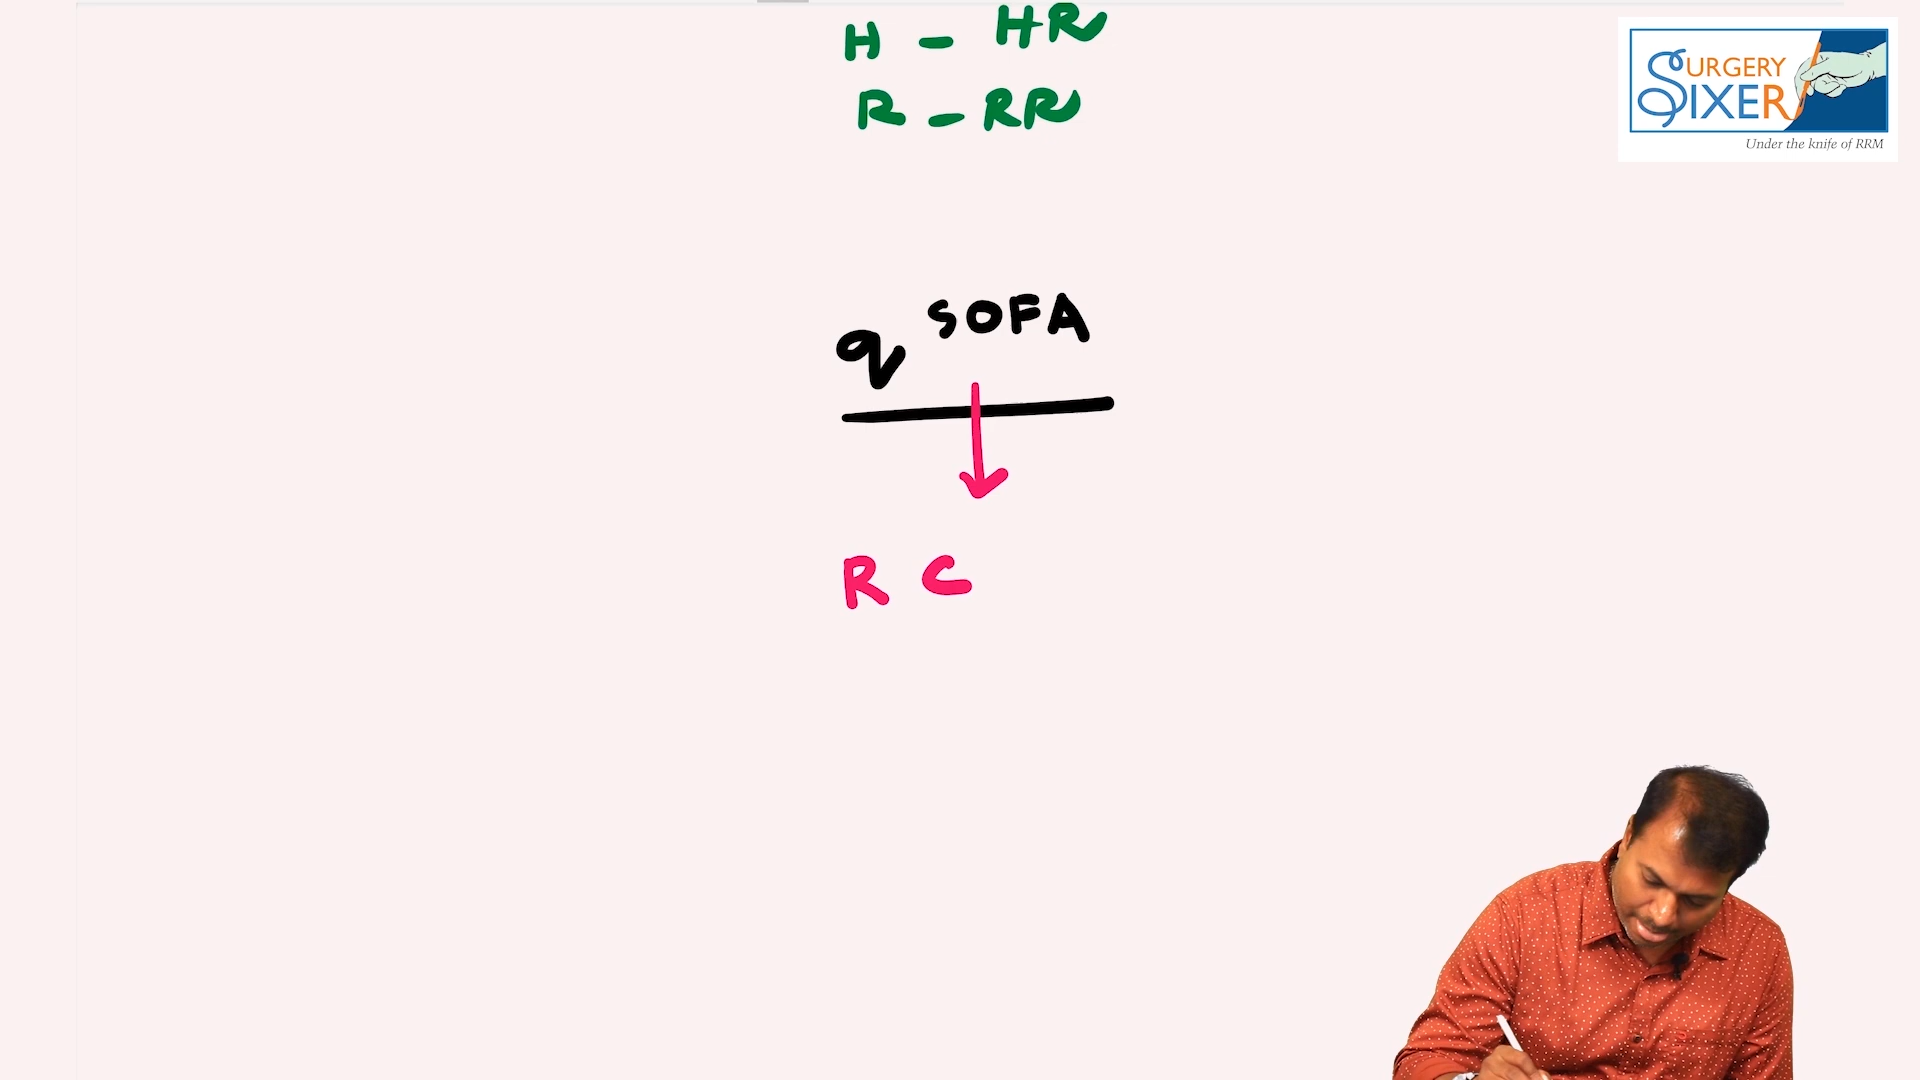 H - HR
R - RR
SURGERY
SIXER
Under the knife of RRM
q SOFA
R C